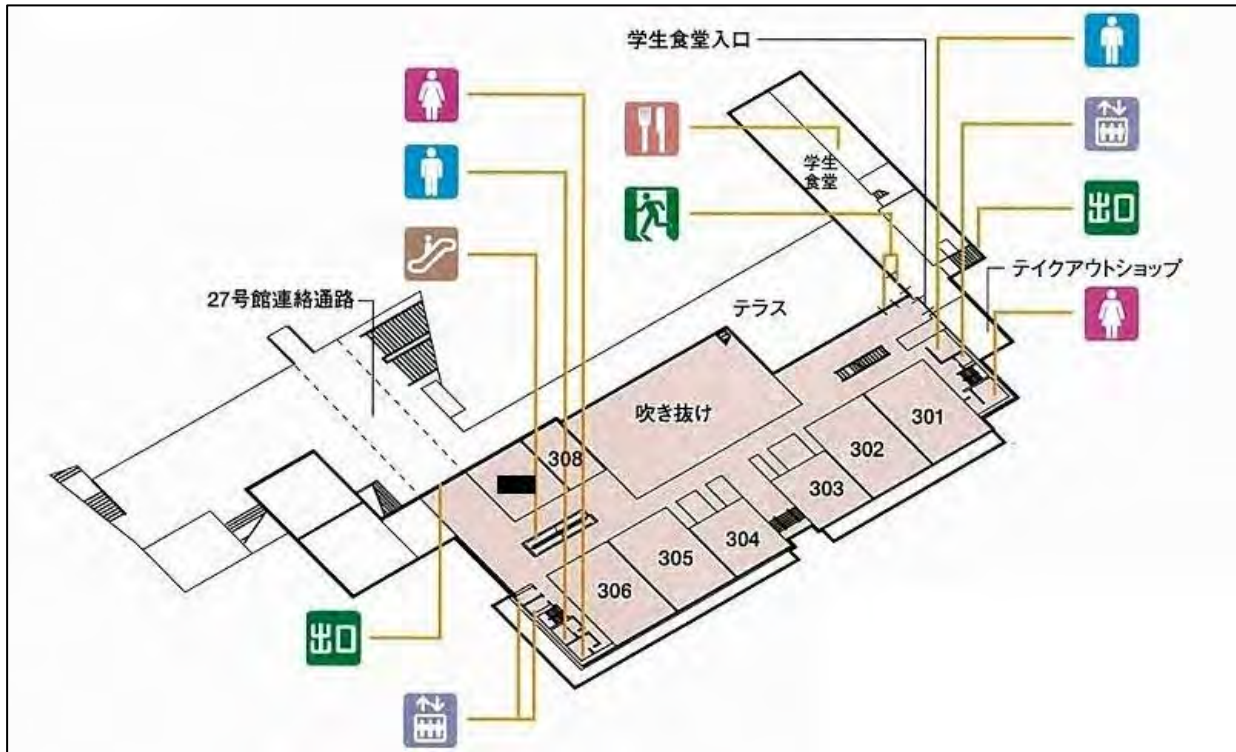 学生食堂入口
学生
食堂
出口
テイクアウトショップ
27号館連絡通路
テラス
吹き抜け
301
302
308
303
304
305
306
出口